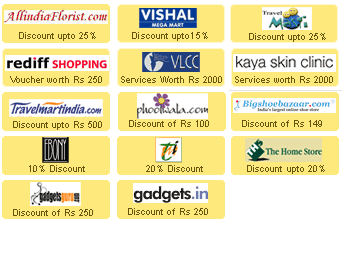 AllindiaFlorist.com
Discount upto 25%
VISHAL
MEGA MART
Discount upto15%
Travel
Discount upto 25%
rediff SHOPPING
Voucher worth Rs 250
VLCC
Services Worth Rs 2000
kaya skin clinic
Services worth Rs 2000
Travelmartindia.com
Discount upto Rs 500
phoolwala.com
Discount of Rs 100
Bigshoebazaar.com
India's largest online shoe store
Discount of Rs 149
EBONY
10% Discount
20% Discount
The Home Store
Discount upto 20%
gadgetsguru
Discount of Rs 250
gadgets.in
Discount of Rs 250